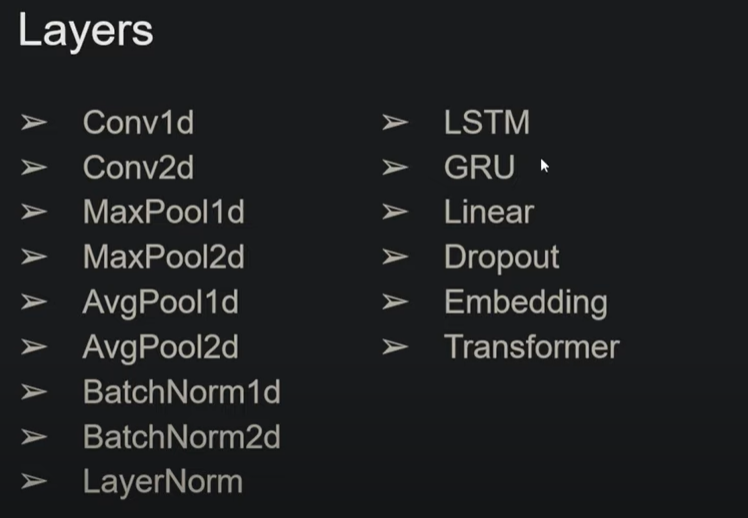 Layers
➢ Conv1d
➢ Conv2d
➢ MaxPool1d
➢ MaxPool2d
➢ AvgPool1d
➢ AvgPool2d
➢ BatchNorm1d
➢ BatchNorm2d
➢ LayerNorm
➢ LSTM
➢ GRU
➢ Linear
➢ Dropout
➢ Embedding
➢ Transformer